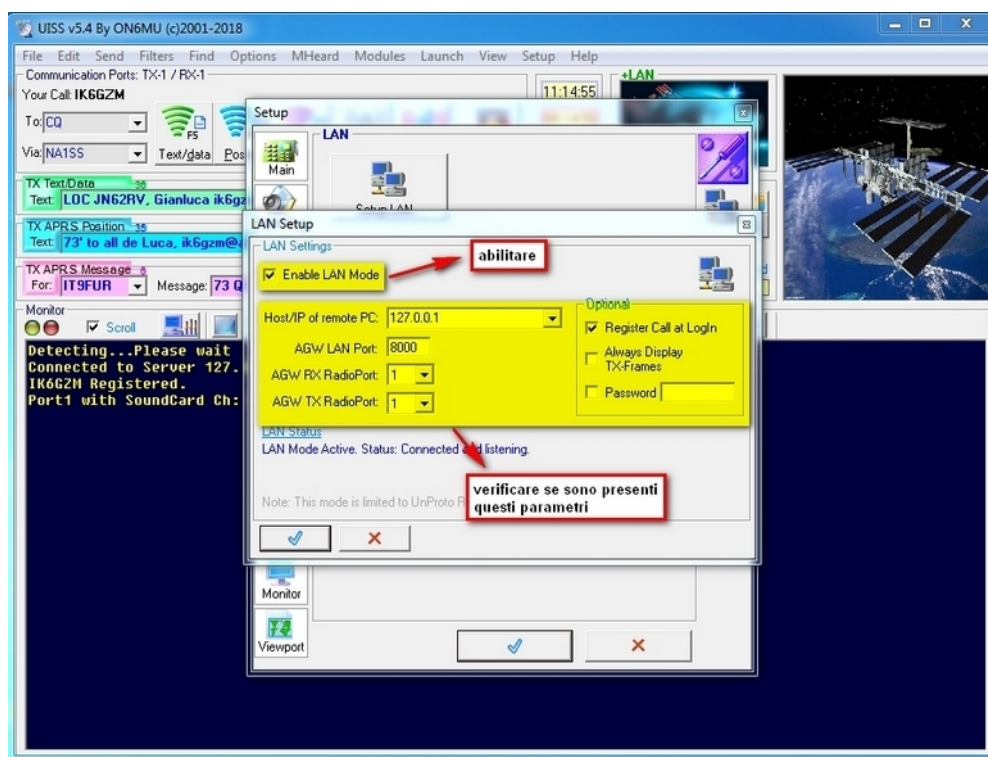 UISS v5.4 By ON6MU (c)2001-2018
File Edit Send Filters Find Options MHeard Modules Launch View Setup Help
Communication Ports: TX-1 / RX-1
+LAN
Your Call: IK6GZM
11:14:55
To: CQ
F5
Via: NA1SS
Text/data
Setup
LAN
Main
Setup LAN
TX Text/Data
Text: LOC JN62RV, Gianluca
TX APRS Position
Text: 73' to all de Luca,
TX APRS Message
For: IT9FUR Message: 73
LAN Setup
LAN Settings
Enable LAN Mode
abilitare
Host/IP of remote PC: 127.0.0.1
AGW LAN Port: 8000
AGW RX RadioPort: 1
AGW TX RadioPort: 1
Optional
Register Call at LogIn
Always Display
TX-Frames
Password
LAN Status
LAN Mode Active. Status: Connected and listening.
verificare se sono presenti
questi parametri
Note: This mode is limited to UnProto
Monitor
Scroll
Detecting...Please wait
Connected to Server 127.
IK6GZM Registered.
Port1 with SoundCard Ch:
Monitor
Viewport